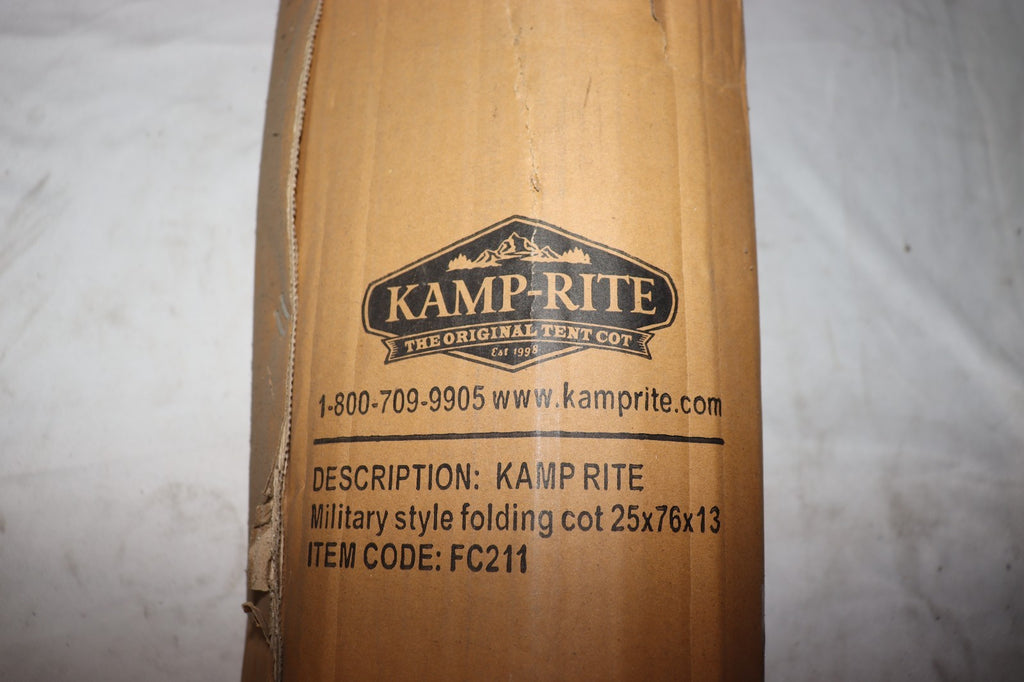 KAMP-RITE
THE ORIGINAL TENT COT
Est 1998
1-800-709-9905 www.kamprite.com
DESCRIPTION: KAMP RITE
Military style folding cot 25x76x13
ITEM CODE: FC211